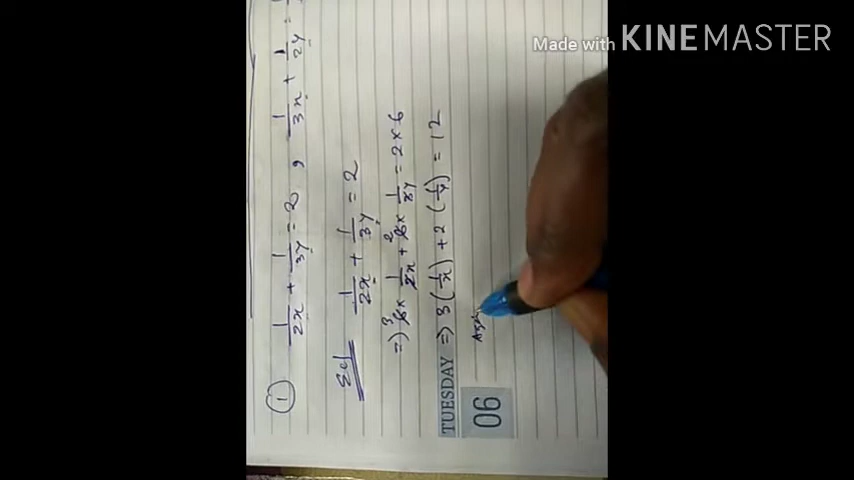 Made with KINEMASTER
① 1/2x + 1/3y = 2 , 1/3x + 1/2y =
Sol 1/2x + 1/3y = 2
=) 6 x 1/2x + 6 x 1/3y = 2 x 6
TUESDAY =) 3(1/x) + 2(1/y) = 12
06